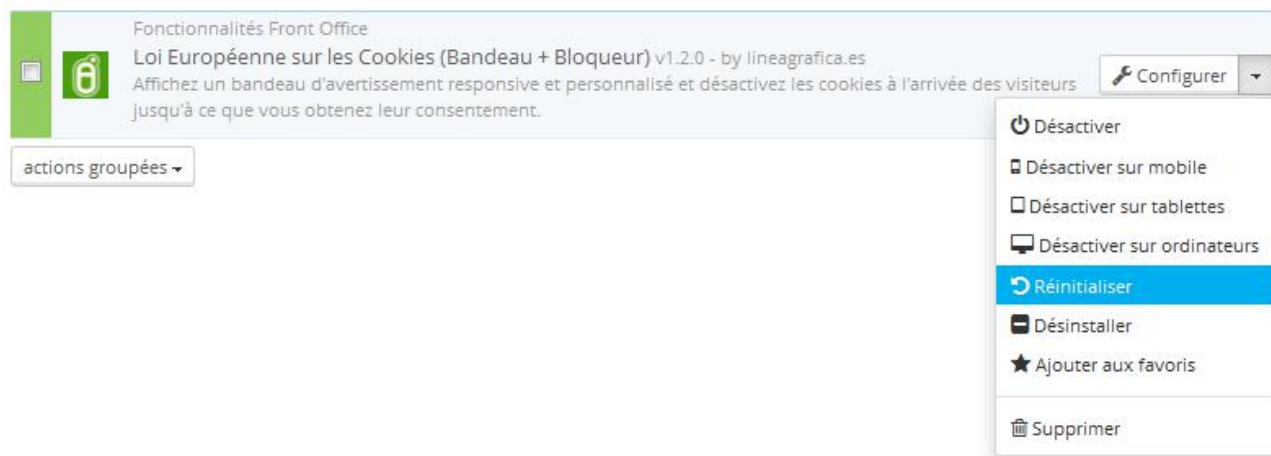 Fonctionnalités Front Office
Loi Européenne sur les Cookies (Bandeau + Bloqueur) v1.2.0 - by lineagrafica.es
Affichez un bandeau d'avertissement responsive et personnalisé et désactivez les cookies à l'arrivée des visiteurs
jusqu'à ce que vous obtenez leur consentement.
Configurer
Désactiver
actions groupées
Désactiver sur mobile
Désactiver sur tablettes
Désactiver sur ordinateurs
Réinitialiser
Désinstaller
Ajouter aux favoris
Supprimer